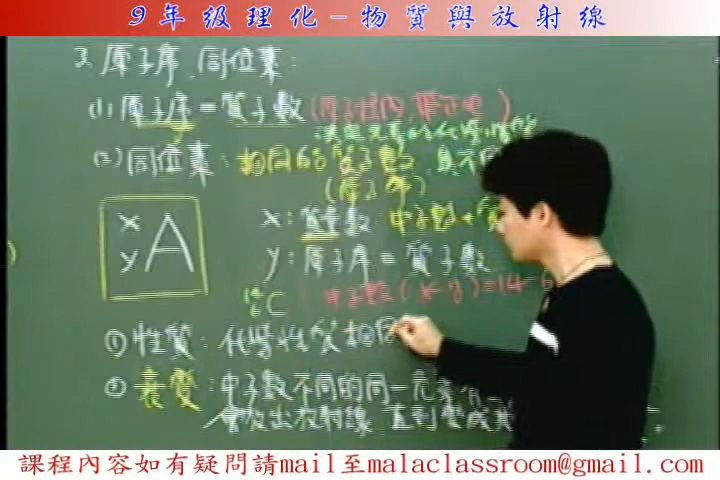 9年級理化-物質與放射線
3.原子序、同位素:
(1)原子序=質子數(原子核內,帶正電)
決定元素的化學性質
(2)同位素:相同的質子數,具不同
(原子序)
X:質量數 中子數+質
X
y A
y:原子序=質子數
14 6 C 中子數(x-y)=14-6
①性質:化學性質相同
②衰變:中子數不同的同一元素有
會放出放射線 直到變成其
課程內容如有疑問請mail至malaclassroom@gmail.com